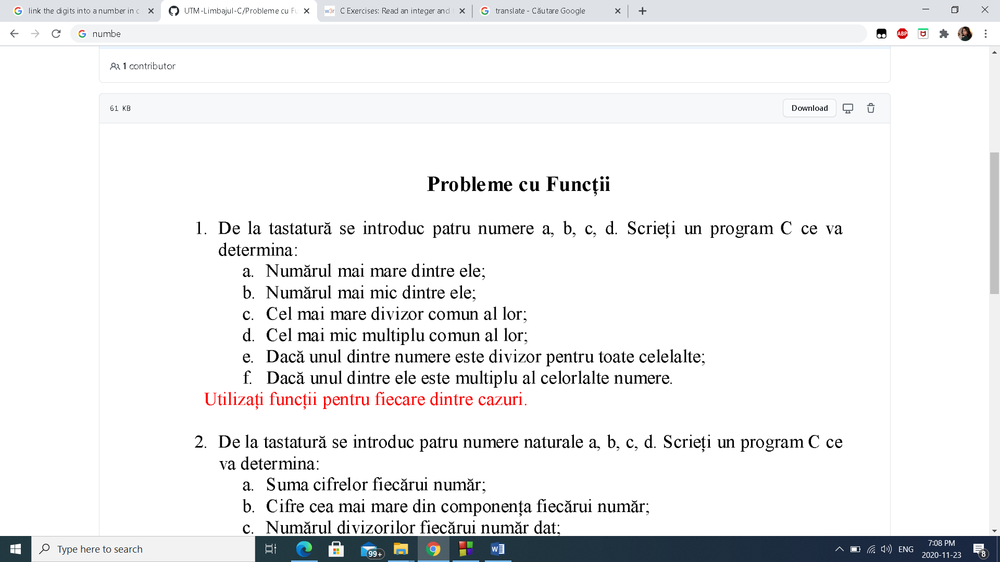 link the digits into a number in c
UTM-Limbajul-C/Probleme cu Fu
w3r C Exercises: Read an integer and
translate - Căutare Google
numbe
ABP
1 contributor
61 KB
Download
Probleme cu Funcții
1. De la tastatură se introduc patru numere a, b, c, d. Scrieți un program C ce va
determina:
a. Numărul mai mare dintre ele;
b. Numărul mai mic dintre ele;
c. Cel mai mare divizor comun al lor;
d. Cel mai mic multiplu comun al lor;
e. Dacă unul dintre numere este divizor pentru toate celelalte;
f. Dacă unul dintre ele este multiplu al celorlalte numere.
Utilizați funcții pentru fiecare dintre cazuri.
2. De la tastatură se introduc patru numere naturale a, b, c, d. Scrieți un program C ce
va determina:
a. Suma cifrelor fiecărui număr;
b. Cifre cea mai mare din componența fiecărui număr;
c. Numărul divizorilor fiecărui număr dat;
Type here to search
99+
ENG
7:08 PM
2020-11-23
8